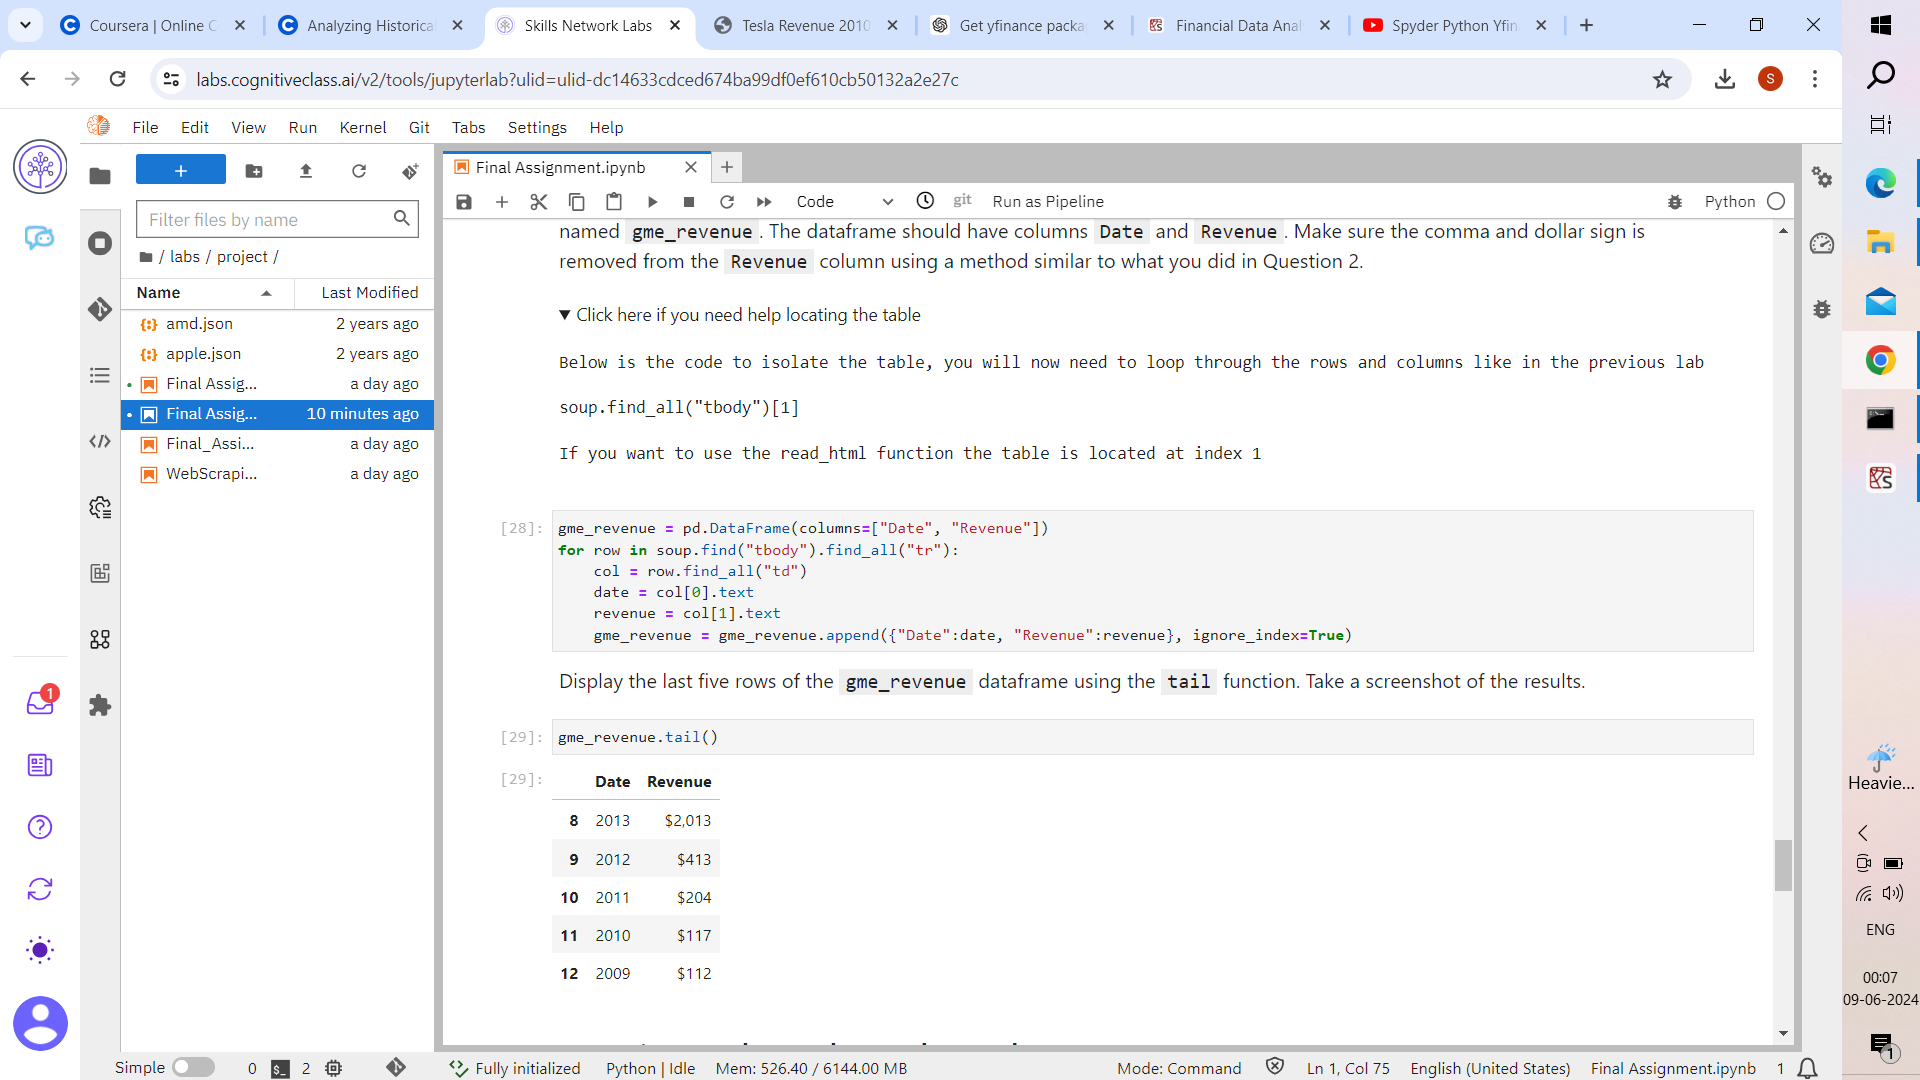 Coursera | Online C
Analyzing Historica
Skills Network Labs
Tesla Revenue 2010
Get yfinance packa
Financial Data Anal
Spyder Python Yfin
labs.cognitiveclass.ai/v2/tools/jupyterlab?ulid=ulid-dc14633cdced674ba99df0ef610cb50132a2e27c
S
File Edit View Run Kernel Git Tabs Settings Help
+
Final Assignment.ipynb
Filter files by name
Code
git
Run as Pipeline
Python
/ labs / project /
Name Last Modified
amd.json 2 years ago
apple.json 2 years ago
Final Assig... a day ago
Final Assig... 10 minutes ago
Final_Assi... a day ago
WebScrapi... a day ago
named gme_revenue. The dataframe should have columns Date and Revenue. Make sure the comma and dollar sign is
removed from the Revenue column using a method similar to what you did in Question 2.
▼ Click here if you need help locating the table
Below is the code to isolate the table, you will now need to loop through the rows and columns like in the previous lab
soup.find_all("tbody")[1]
If you want to use the read_html function the table is located at index 1
[28]: gme_revenue = pd.DataFrame(columns=["Date", "Revenue"])
for row in soup.find("tbody").find_all("tr"):
col = row.find_all("td")
date = col[0].text
revenue = col[1].text
gme_revenue = gme_revenue.append({"Date":date, "Revenue":revenue}, ignore_index=True)
Display the last five rows of the gme_revenue dataframe using the tail function. Take a screenshot of the results.
[29]: gme_revenue.tail()
[29]:
Date Revenue
8 2013 $2,013
9 2012 $413
10 2011 $204
11 2010 $117
12 2009 $112
1
Simple
0
$_
2
Fully initialized
Python | Idle
Mem: 526.40 / 6144.00 MB
Mode: Command
Ln 1, Col 75
English (United States)
Final Assignment.ipynb
1
Heavie...
ENG
00:07
09-06-2024
1